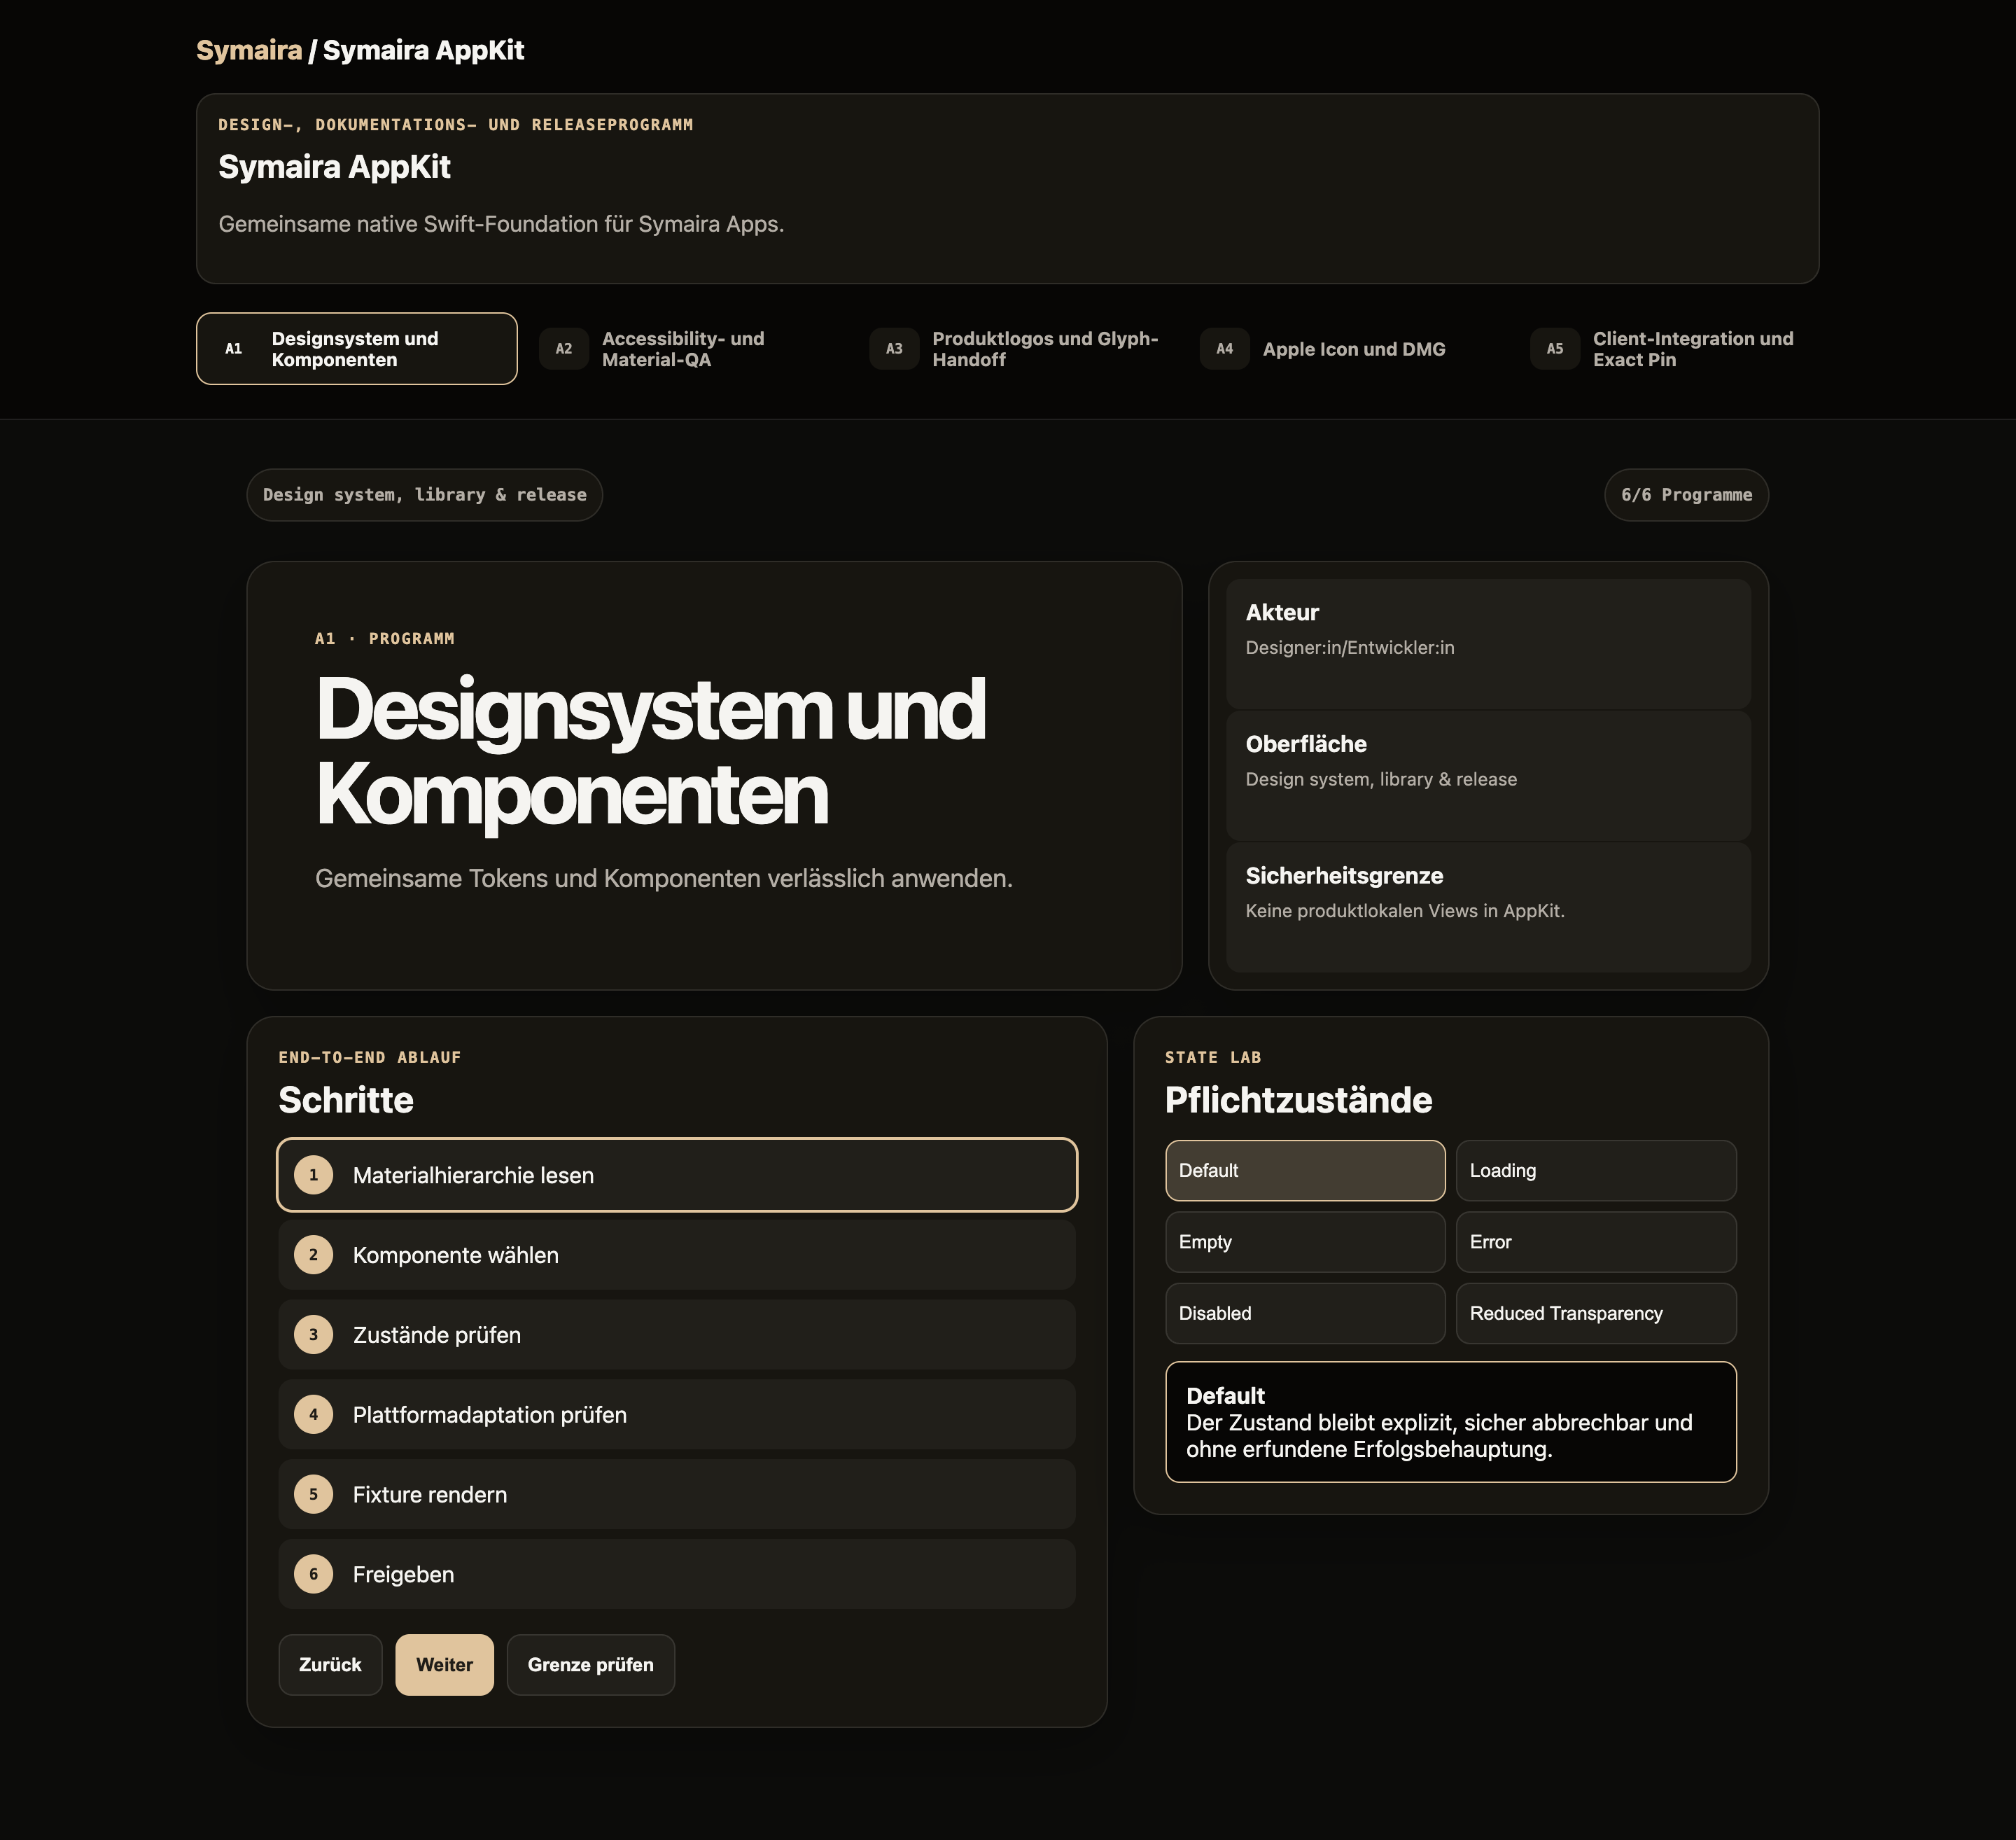 Symaira / Symaira AppKit
DESIGN-, DOKUMENTATIONS- UND RELEASEPROGRAMM
Symaira AppKit
Gemeinsame native Swift-Foundation für Symaira Apps.
A1
Designsystem und
Komponenten
A2
Accessibility- und
Material-QA
A3
Produktlogos und Glyph-
Handoff
A4
Apple Icon und DMG
A5
Client-Integration und
Exact Pin
Design system, library & release
6/6 Programme
A1 · PROGRAMM
Designsystem und
Komponenten
Gemeinsame Tokens und Komponenten verlässlich anwenden.
Akteur
Designer:in/Entwickler:in
Oberfläche
Design system, library & release
Sicherheitsgrenze
Keine produktlokalen Views in AppKit.
END-TO-END ABLAUF
Schritte
1 Materialhierarchie lesen
2 Komponente wählen
3 Zustände prüfen
4 Plattformadaptation prüfen
5 Fixture rendern
6 Freigeben
Zurück Weiter Grenze prüfen
STATE LAB
Pflichtzustände
Default Loading
Empty Error
Disabled Reduced Transparency
Default
Der Zustand bleibt explizit, sicher abbrechbar und
ohne erfundene Erfolgsbehauptung.